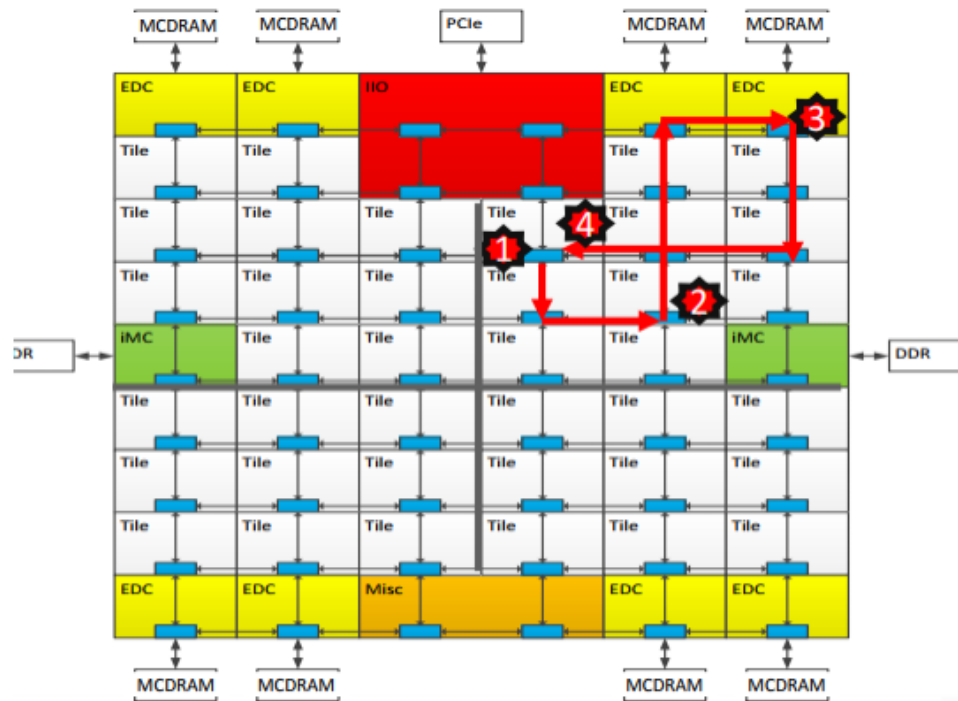 MCDRAM MCDRAM PCIe MCDRAM MCDRAM
EDC EDC IIO EDC EDC
3
Tile Tile Tile Tile
Tile Tile Tile Tile Tile Tile
4
1
Tile Tile Tile Tile Tile Tile
2
iMC Tile Tile Tile Tile iMC
DR DDR
Tile Tile Tile Tile Tile Tile
Tile Tile Tile Tile Tile Tile
Tile Tile Tile Tile Tile Tile
EDC EDC Misc EDC EDC
MCDRAM MCDRAM MCDRAM MCDRAM